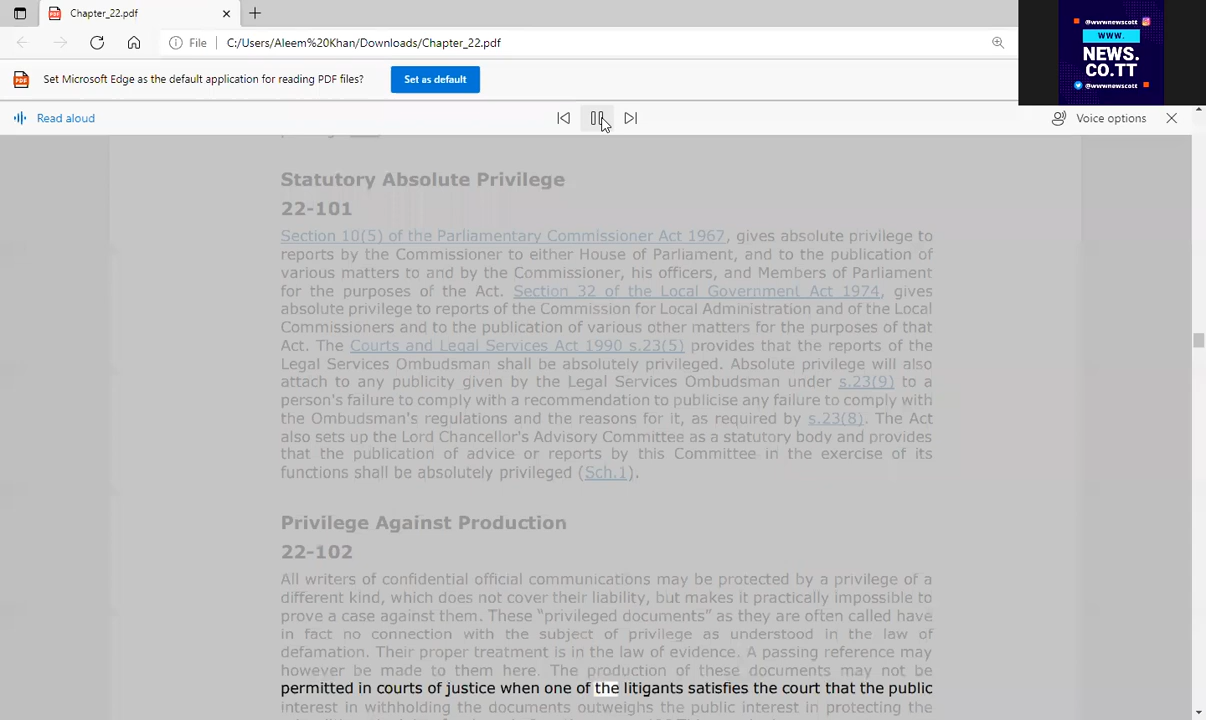 Chapter_22.pdf
File C:/Users/Aleem%20Khan/Downloads/Chapter_22.pdf
@wwwnewscott
WWW.
NEWS.
CO.TT
@wwwnewscott
Set Microsoft Edge as the default application for reading PDF files? Set as default
Read aloud Voice options
Statutory Absolute Privilege
22-101
Section 10(5) of the Parliamentary Commissioner Act 1967, gives absolute privilege to
reports by the Commissioner to either House of Parliament, and to the publication of
various matters to and by the Commissioner, his officers, and Members of Parliament
for the purposes of the Act. Section 32 of the Local Government Act 1974, gives
absolute privilege to reports of the Commission for Local Administration and of the Local
Commissioners and to the publication of various other matters for the purposes of that
Act. The Courts and Legal Services Act 1990 s.23(5) provides that the reports of the
Legal Services Ombudsman shall be absolutely privileged. Absolute privilege will also
attach to any publicity given by the Legal Services Ombudsman under s.23(9) to a
person's failure to comply with a recommendation to publicise any failure to comply with
the Ombudsman's regulations and the reasons for it, as required by s.23(8). The Act
also sets up the Lord Chancellor's Advisory Committee as a statutory body and provides
that the publication of advice or reports by this Committee in the exercise of its
functions shall be absolutely privileged (Sch.1).
Privilege Against Production
22-102
All writers of confidential official communications may be protected by a privilege of a
different kind, which does not cover their liability, but makes it practically impossible to
prove a case against them. These “privileged documents” as they are often called have
in fact no connection with the subject of privilege as understood in the law of
defamation. Their proper treatment is in the law of evidence. A passing reference may
however be made to them here. The production of these documents may not be
permitted in courts of justice when one of the litigants satisfies the court that the public
interest in withholding the documents outweighs the public interest in protecting the